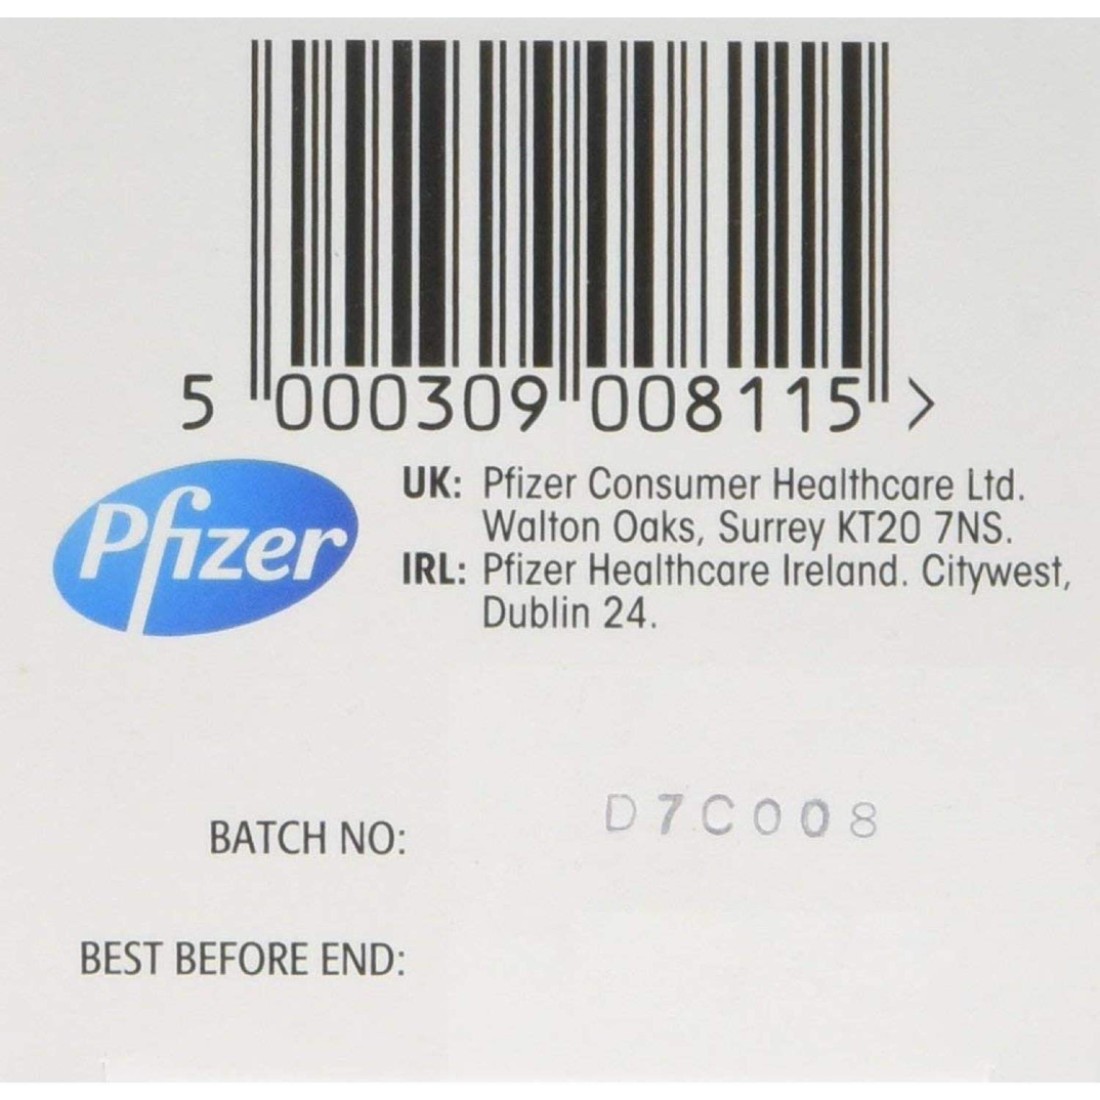 5 000309 008115 >
Pfizer
UK: Pfizer Consumer Healthcare Ltd.
Walton Oaks, Surrey KT20 7NS.
IRL: Pfizer Healthcare Ireland. Citywest,
Dublin 24.
BATCH NO: D7C008
BEST BEFORE END: